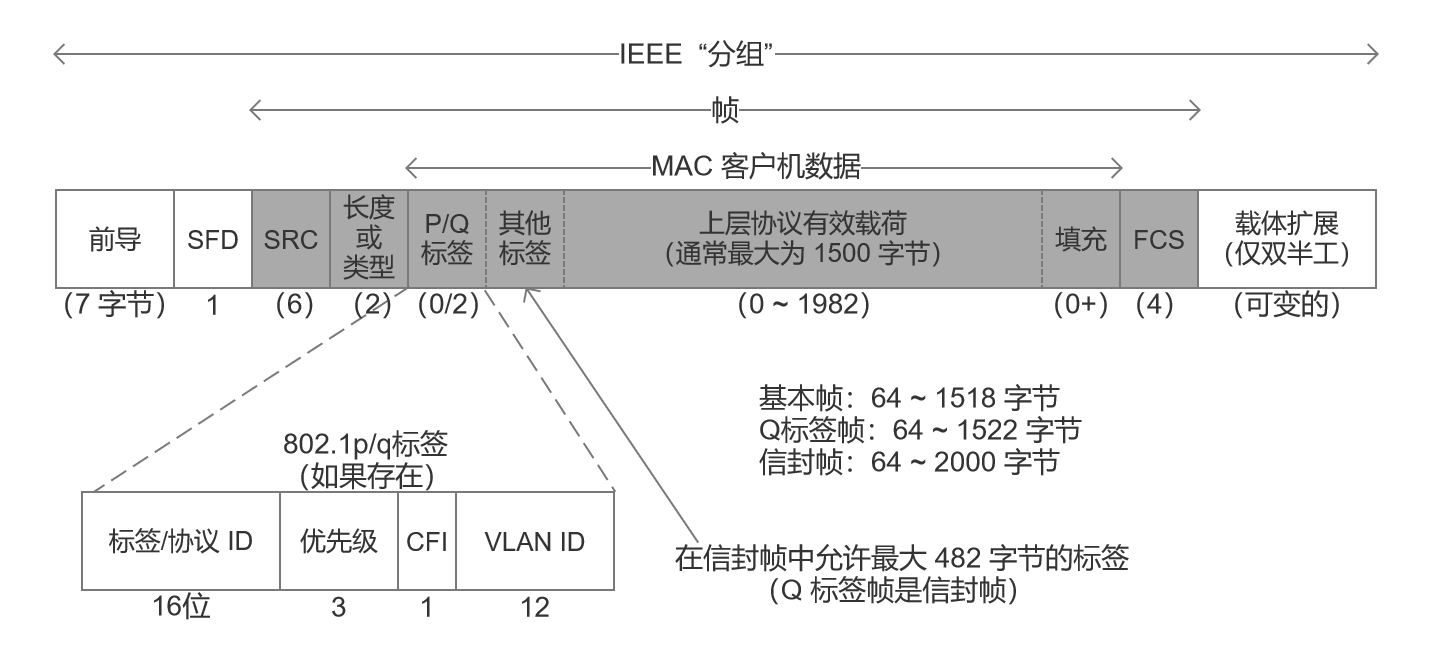 IEEE “分组”
帧
MAC 客户机数据
前导
SFD
SRC
长度
或
类型
P/Q
标签
其他
标签
上层协议有效载荷
（通常最大为 1500 字节）
填充
FCS
载体扩展
（仅双半工）
（7 字节）
1
（6）
（2）
（0/2）
（0 ~ 1982）
（0+）
（4）
（可变的）
基本帧：64 ~ 1518 字节
Q标签帧：64 ~ 1522 字节
信封帧：64 ~ 2000 字节
802.1p/q标签
（如果存在）
标签/协议 ID
优先级
CFI
VLAN ID
16位
3
1
12
在信封帧中允许最大 482 字节的标签
（Q 标签帧是信封帧）